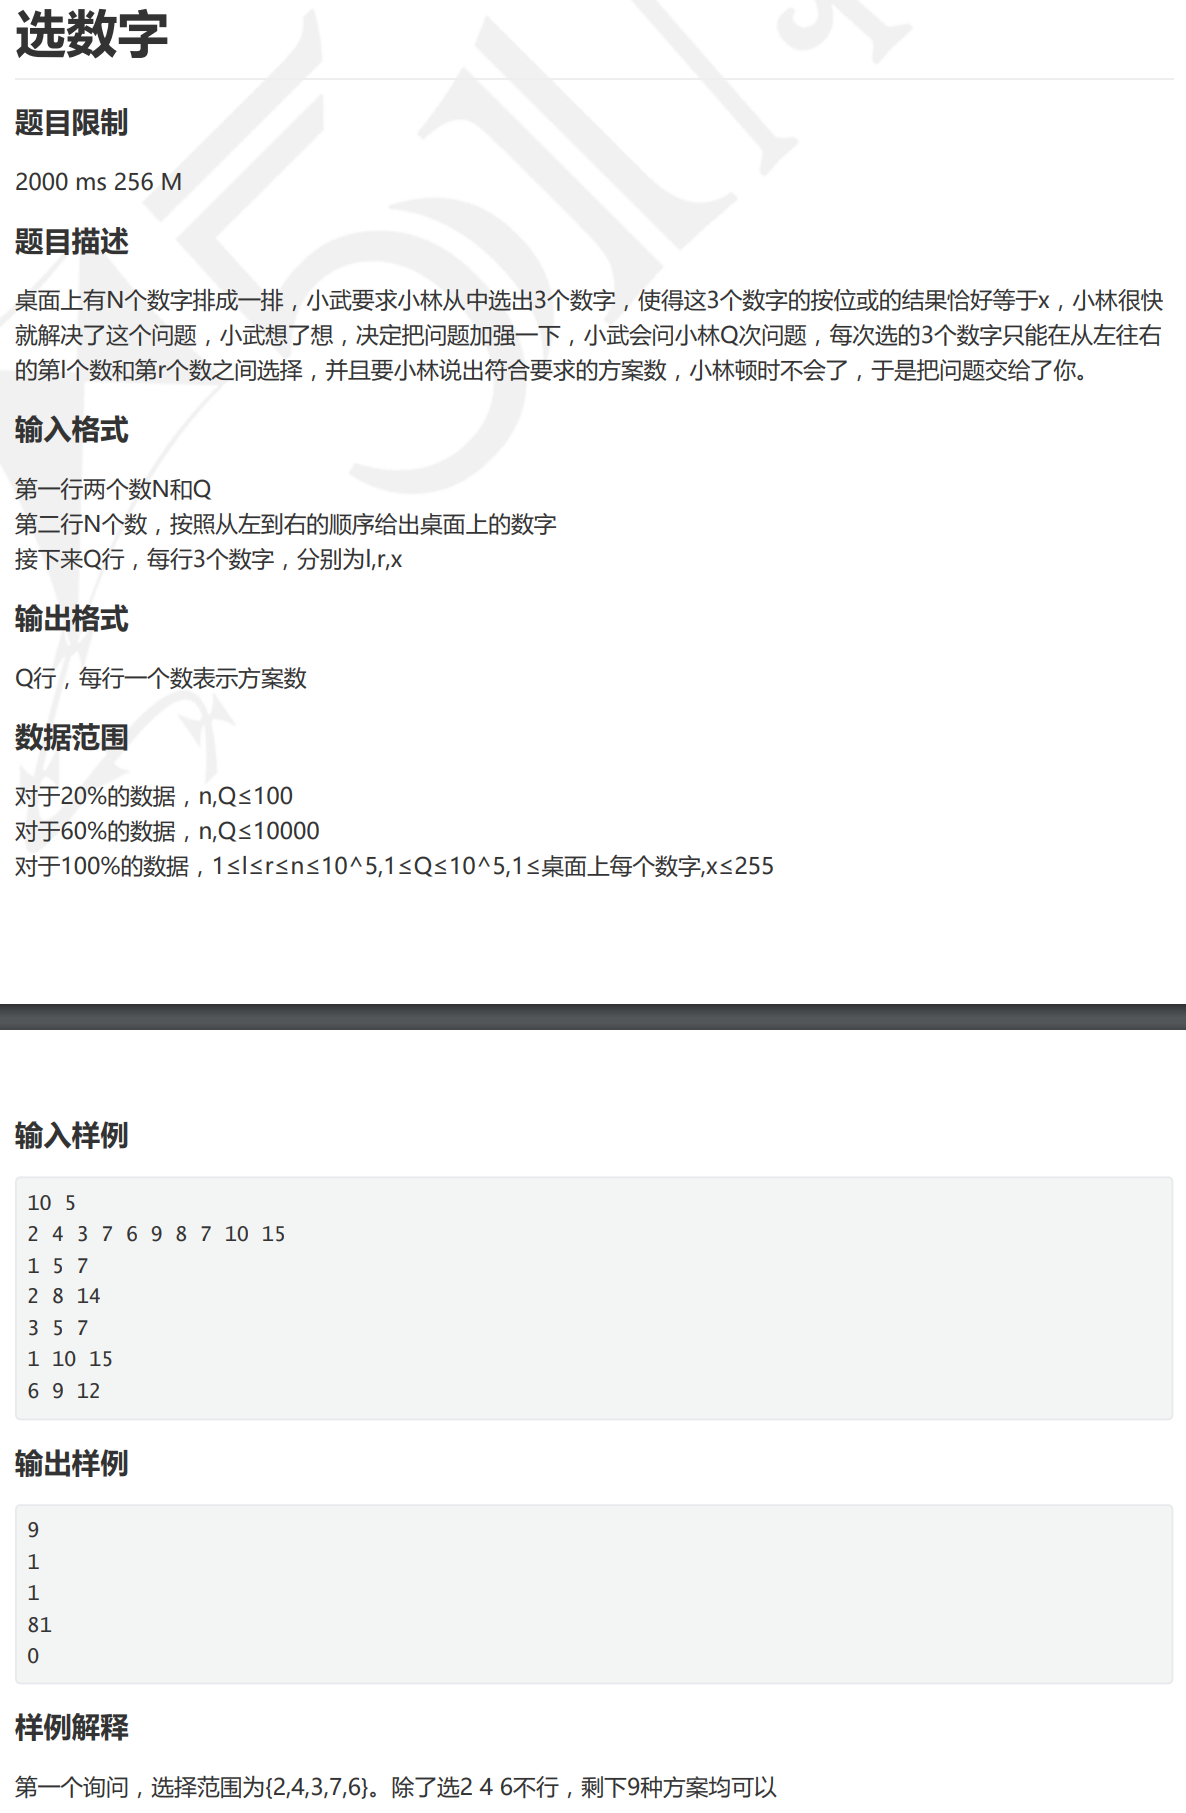 选数字
题目限制
2000 ms 256 M
题目描述
桌面上有N个数字排成一排，小武要求小林从中选出3个数字，使得这3个数字的按位或的结果恰好等于x，小林很快
就解决了这个问题，小武想了想，决定把问题加强一下，小武会问小林Q次问题，每次选的3个数字只能在从左往右
的第l个数和第r个数之间选择，并且要小林说出符合要求的方案数，小林顿时不会了，于是把问题交给了你。
输入格式
第一行两个数N和Q
第二行N个数，按照从左到右的顺序给出桌面上的数字
接下来Q行，每行3个数字，分别为l,r,x
输出格式
Q行，每行一个数表示方案数
数据范围
对于20%的数据，n,Q≤100
对于60%的数据，n,Q≤10000
对于100%的数据，1≤l≤r≤n≤10^5,1≤Q≤10^5,1≤桌面上每个数字,x≤255
输入样例
10 5
2 4 3 7 6 9 8 7 10 15
1 5 7
2 8 14
3 5 7
1 10 15
6 9 12
输出样例
9
1
1
81
0
样例解释
第一个询问，选择范围为{2,4,3,7,6}。除了选2 4 6不行，剩下9种方案均可以